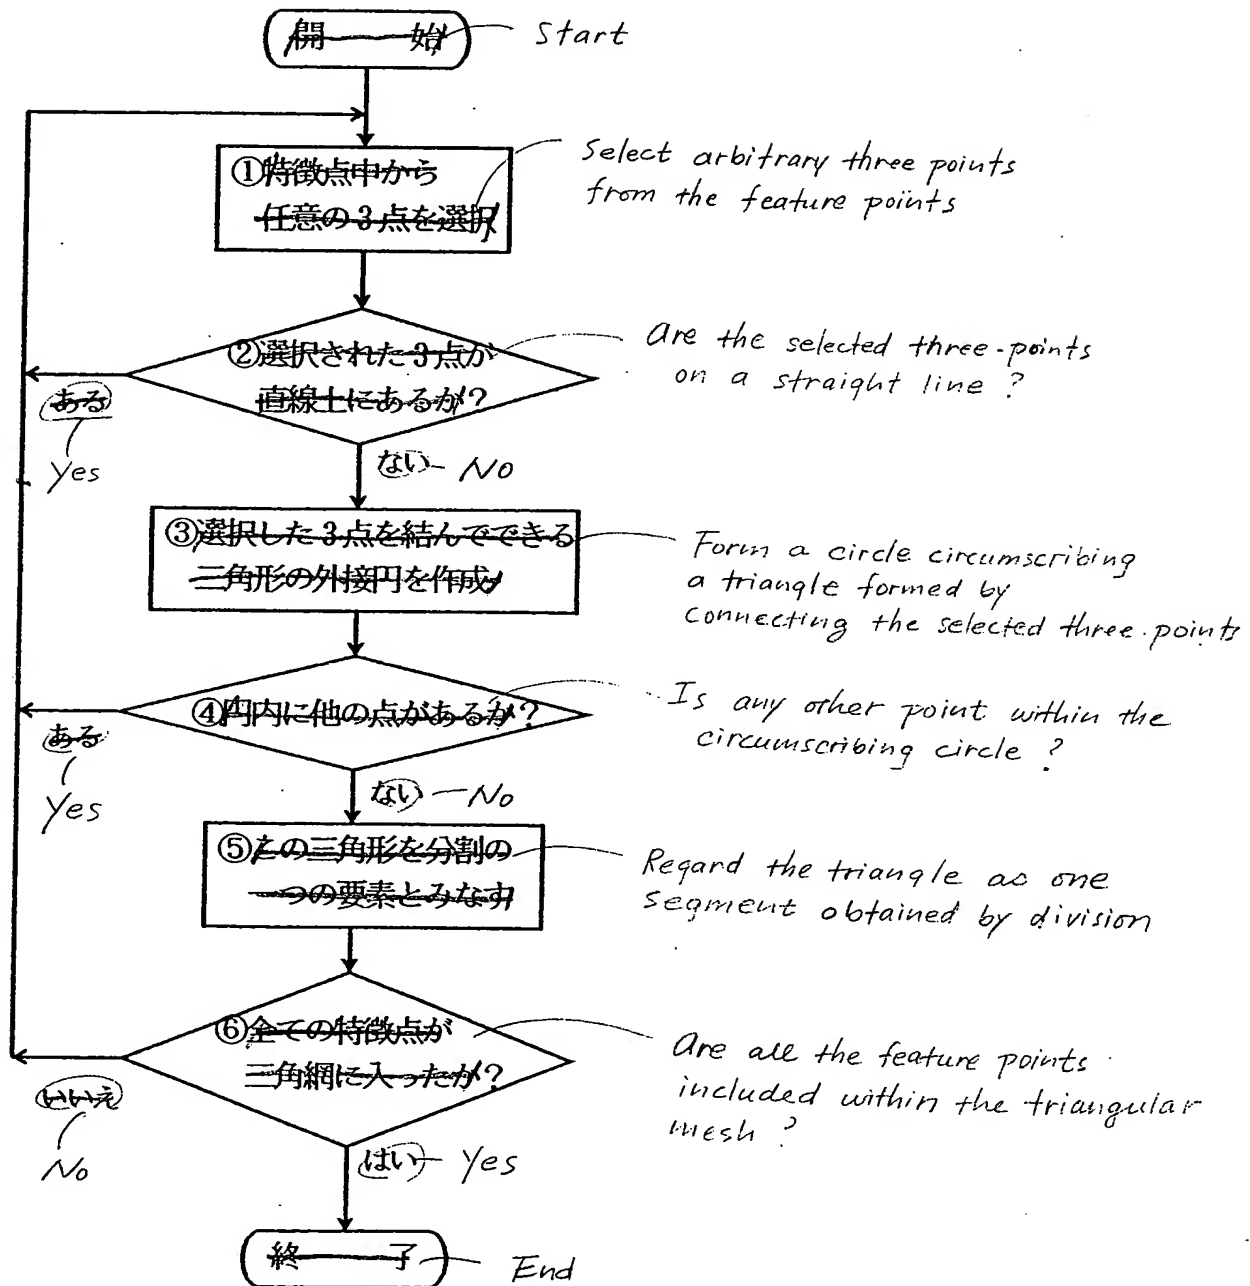 開 始
Start
①特徴点中から
任意の3点を選択
Select arbitrary three points
from the feature points
②選択された3点が
直線土にあるか?
Are the selected three-points
on a straight line ?
ある
Yes
ない
No
③選択した3点を結んでできる
三角形の外接円を作成
Form a circle circumscribing
a triangle formed by
connecting the selected three points
④円内に他の点があるか?
Is any other point within the
circumscribing circle ?
ある
Yes
ない
No
⑤この三角形を分割の
一つの要素とみなす
Regard the triangle as one
segment obtained by division
⑥全ての特徴点が
三角網に入ったか?
Are all the feature points
included within the triangular
mesh ?
いいえ
No
はい
Yes
終 了
End